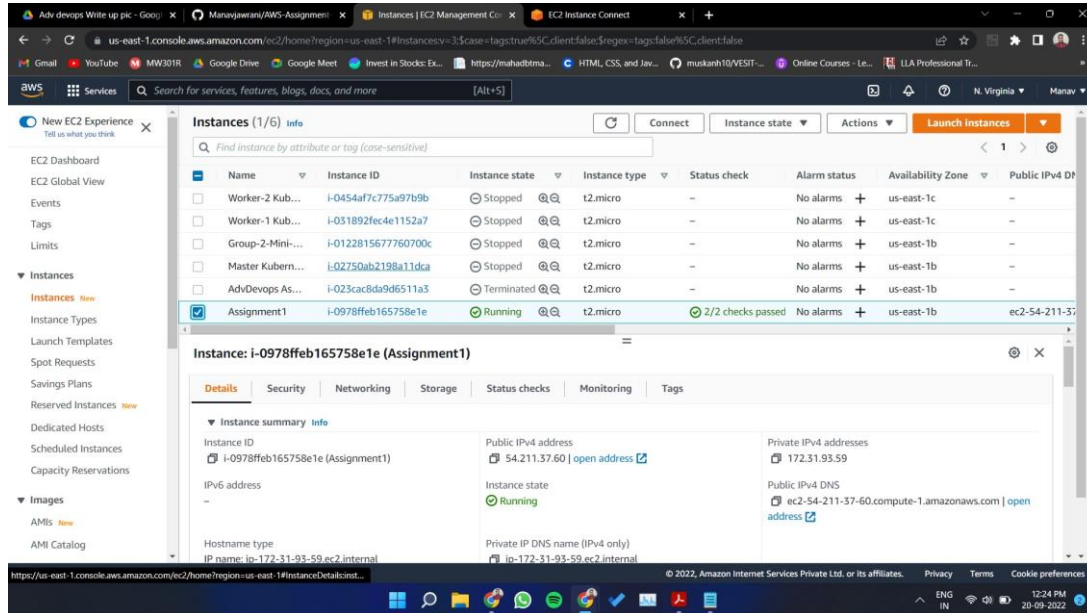 Adv devops Write up pic - Googl
Manavjawrani/AWS-Assignment
Instances | EC2 Management Con
EC2 Instance Connect
us-east-1.console.aws.amazon.com/ec2/home?region=us-east-1#Instances:v=3;$case=tags:true%5C,client:false;$regex=tags:false%5C,client:false
Gmail YouTube MW301R Google Drive Google Meet Invest in Stocks: Ex... https://mahadbtma... HTML, CSS, and Jav... muskanh10/VESIT-... Online Courses - Le... LLA Professional Tr...
aws Services Search for services, features, blogs, docs, and more [Alt+S] N. Virginia Manav
New EC2 Experience
Tell us what you think
EC2 Dashboard
EC2 Global View
Events
Tags
Limits
Instances
Instances New
Instance Types
Launch Templates
Spot Requests
Savings Plans
Reserved Instances New
Dedicated Hosts
Scheduled Instances
Capacity Reservations
Images
AMIs New
AMI Catalog
Instances (1/6) Info Connect Instance state Actions Launch instances
Find instance by attribute or tag (case-sensitive) 1
Name Instance ID Instance state Instance type Status check Alarm status Availability Zone Public IPv4 DN
Worker-2 Kub... i-0454af7c775a97b9b Stopped t2.micro – No alarms + us-east-1c –
Worker-1 Kub... i-031892fec4e1152a7 Stopped t2.micro – No alarms + us-east-1c –
Group-2-Mini-... i-0122815677760700c Stopped t2.micro – No alarms + us-east-1b –
Master Kubern... i-02750ab2198a11dca Stopped t2.micro – No alarms + us-east-1b –
AdvDevops As... i-023cac8da9d6511a3 Terminated t2.micro – No alarms + us-east-1b –
Assignment1 i-0978ffeb165758e1e Running t2.micro 2/2 checks passed No alarms + us-east-1b ec2-54-211-37
Instance: i-0978ffeb165758e1e (Assignment1)
Details Security Networking Storage Status checks Monitoring Tags
Instance summary Info
Instance ID
i-0978ffeb165758e1e (Assignment1)
Public IPv4 address
54.211.37.60 | open address
Private IPv4 addresses
172.31.93.59
IPv6 address
–
Instance state
Running
Public IPv4 DNS
ec2-54-211-37-60.compute-1.amazonaws.com | open
address
Hostname type
IP name: ip-172-31-93-59.ec2.internal
Private IP DNS name (IPv4 only)
ip-172-31-93-59.ec2.internal
https://us-east-1.console.aws.amazon.com/ec2/home?region=us-east-1#InstanceDetails:inst...
© 2022, Amazon Internet Services Private Ltd. or its affiliates. Privacy Terms Cookie preferences
ENG
IN
12:24 PM
20-09-2022